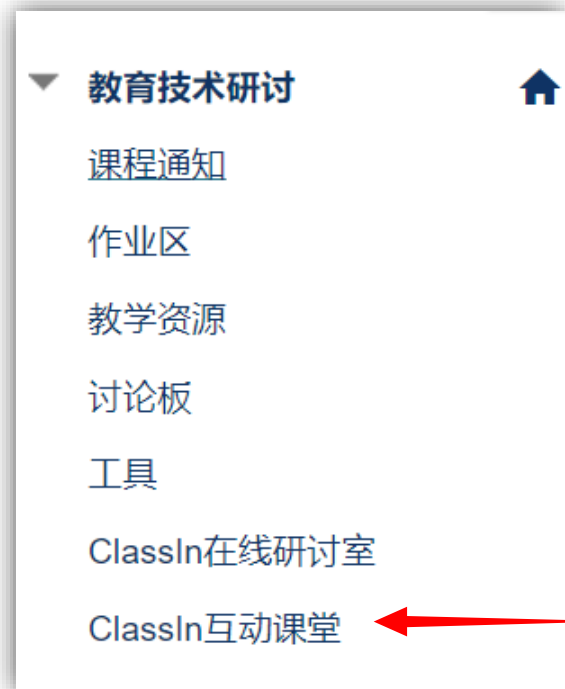 教育技术研讨
课程通知
作业区
教学资源
讨论板
工具
ClassIn在线研讨室
ClassIn互动课堂